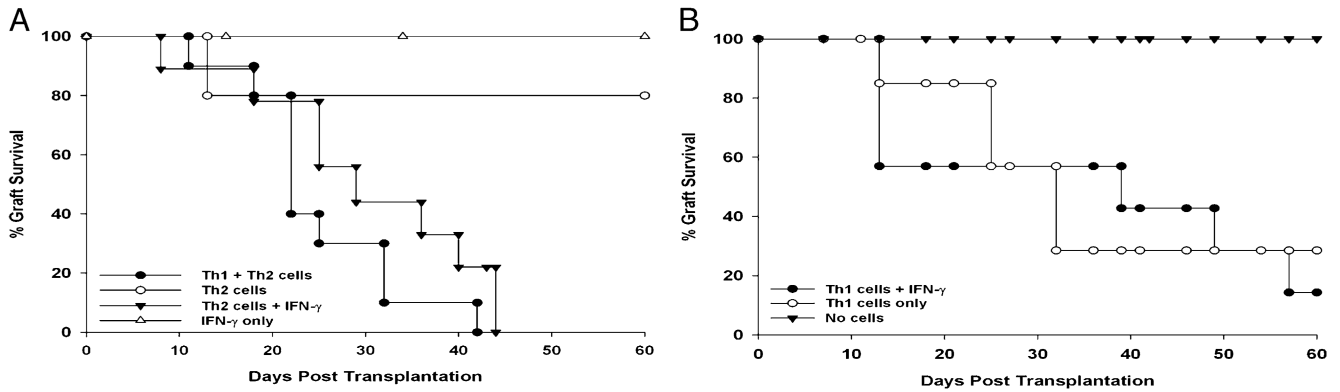 A
% Graft Survival
100
80
60
40
20
0
Th1 + Th2 cells
Th2 cells
Th2 cells + IFN-γ
IFN-γ only
0 10 20 30 40 50 60
Days Post Transplantation
B
% Graft Survival
100
80
60
40
20
0
Th1 cells + IFN-γ
Th1 cells only
No cells
0 10 20 30 40 50 60
Days Post Transplantation